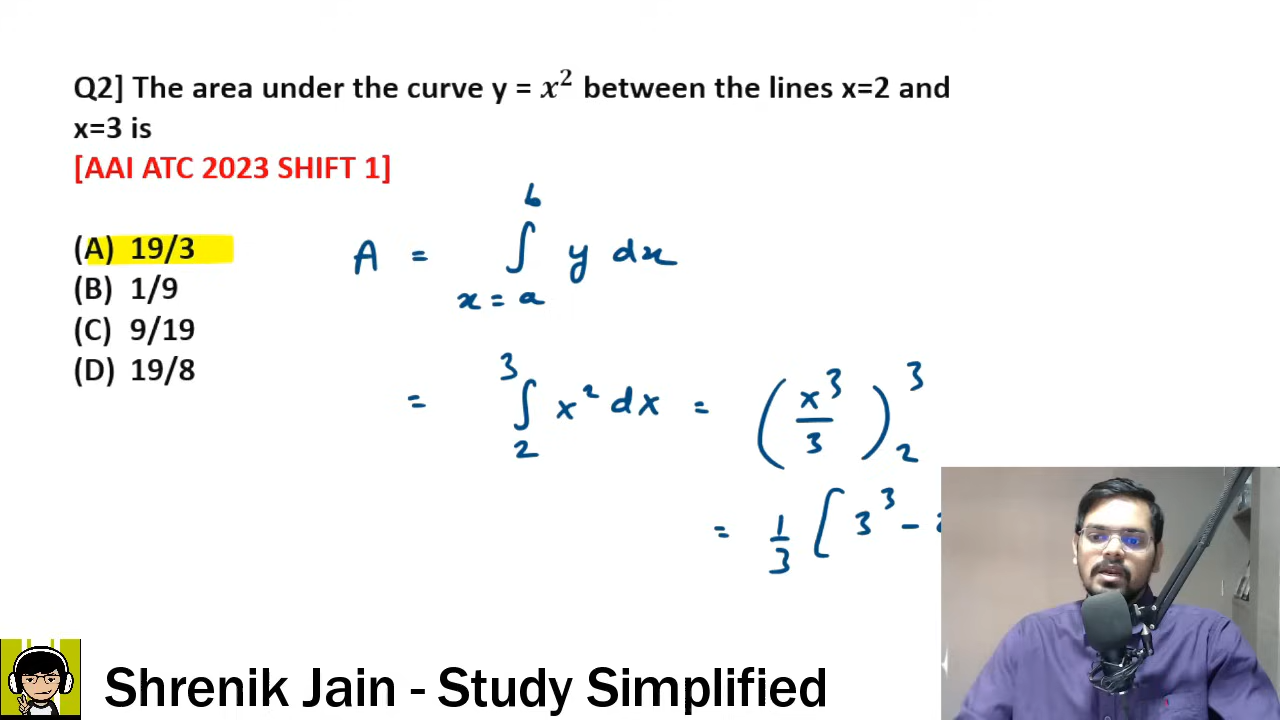 Q2] The area under the curve y = x² between the lines x=2 and
x=3 is
[AAI ATC 2023 SHIFT 1]
(A) 19/3
(B) 1/9
(C) 9/19
(D) 19/8
A = ∫_{x=a}^{b} y dx
= ∫_{2}^{3} x² dx = (x³/3)_{2}^{3}
= 1/3 [3³ −
Shrenik Jain - Study Simplified